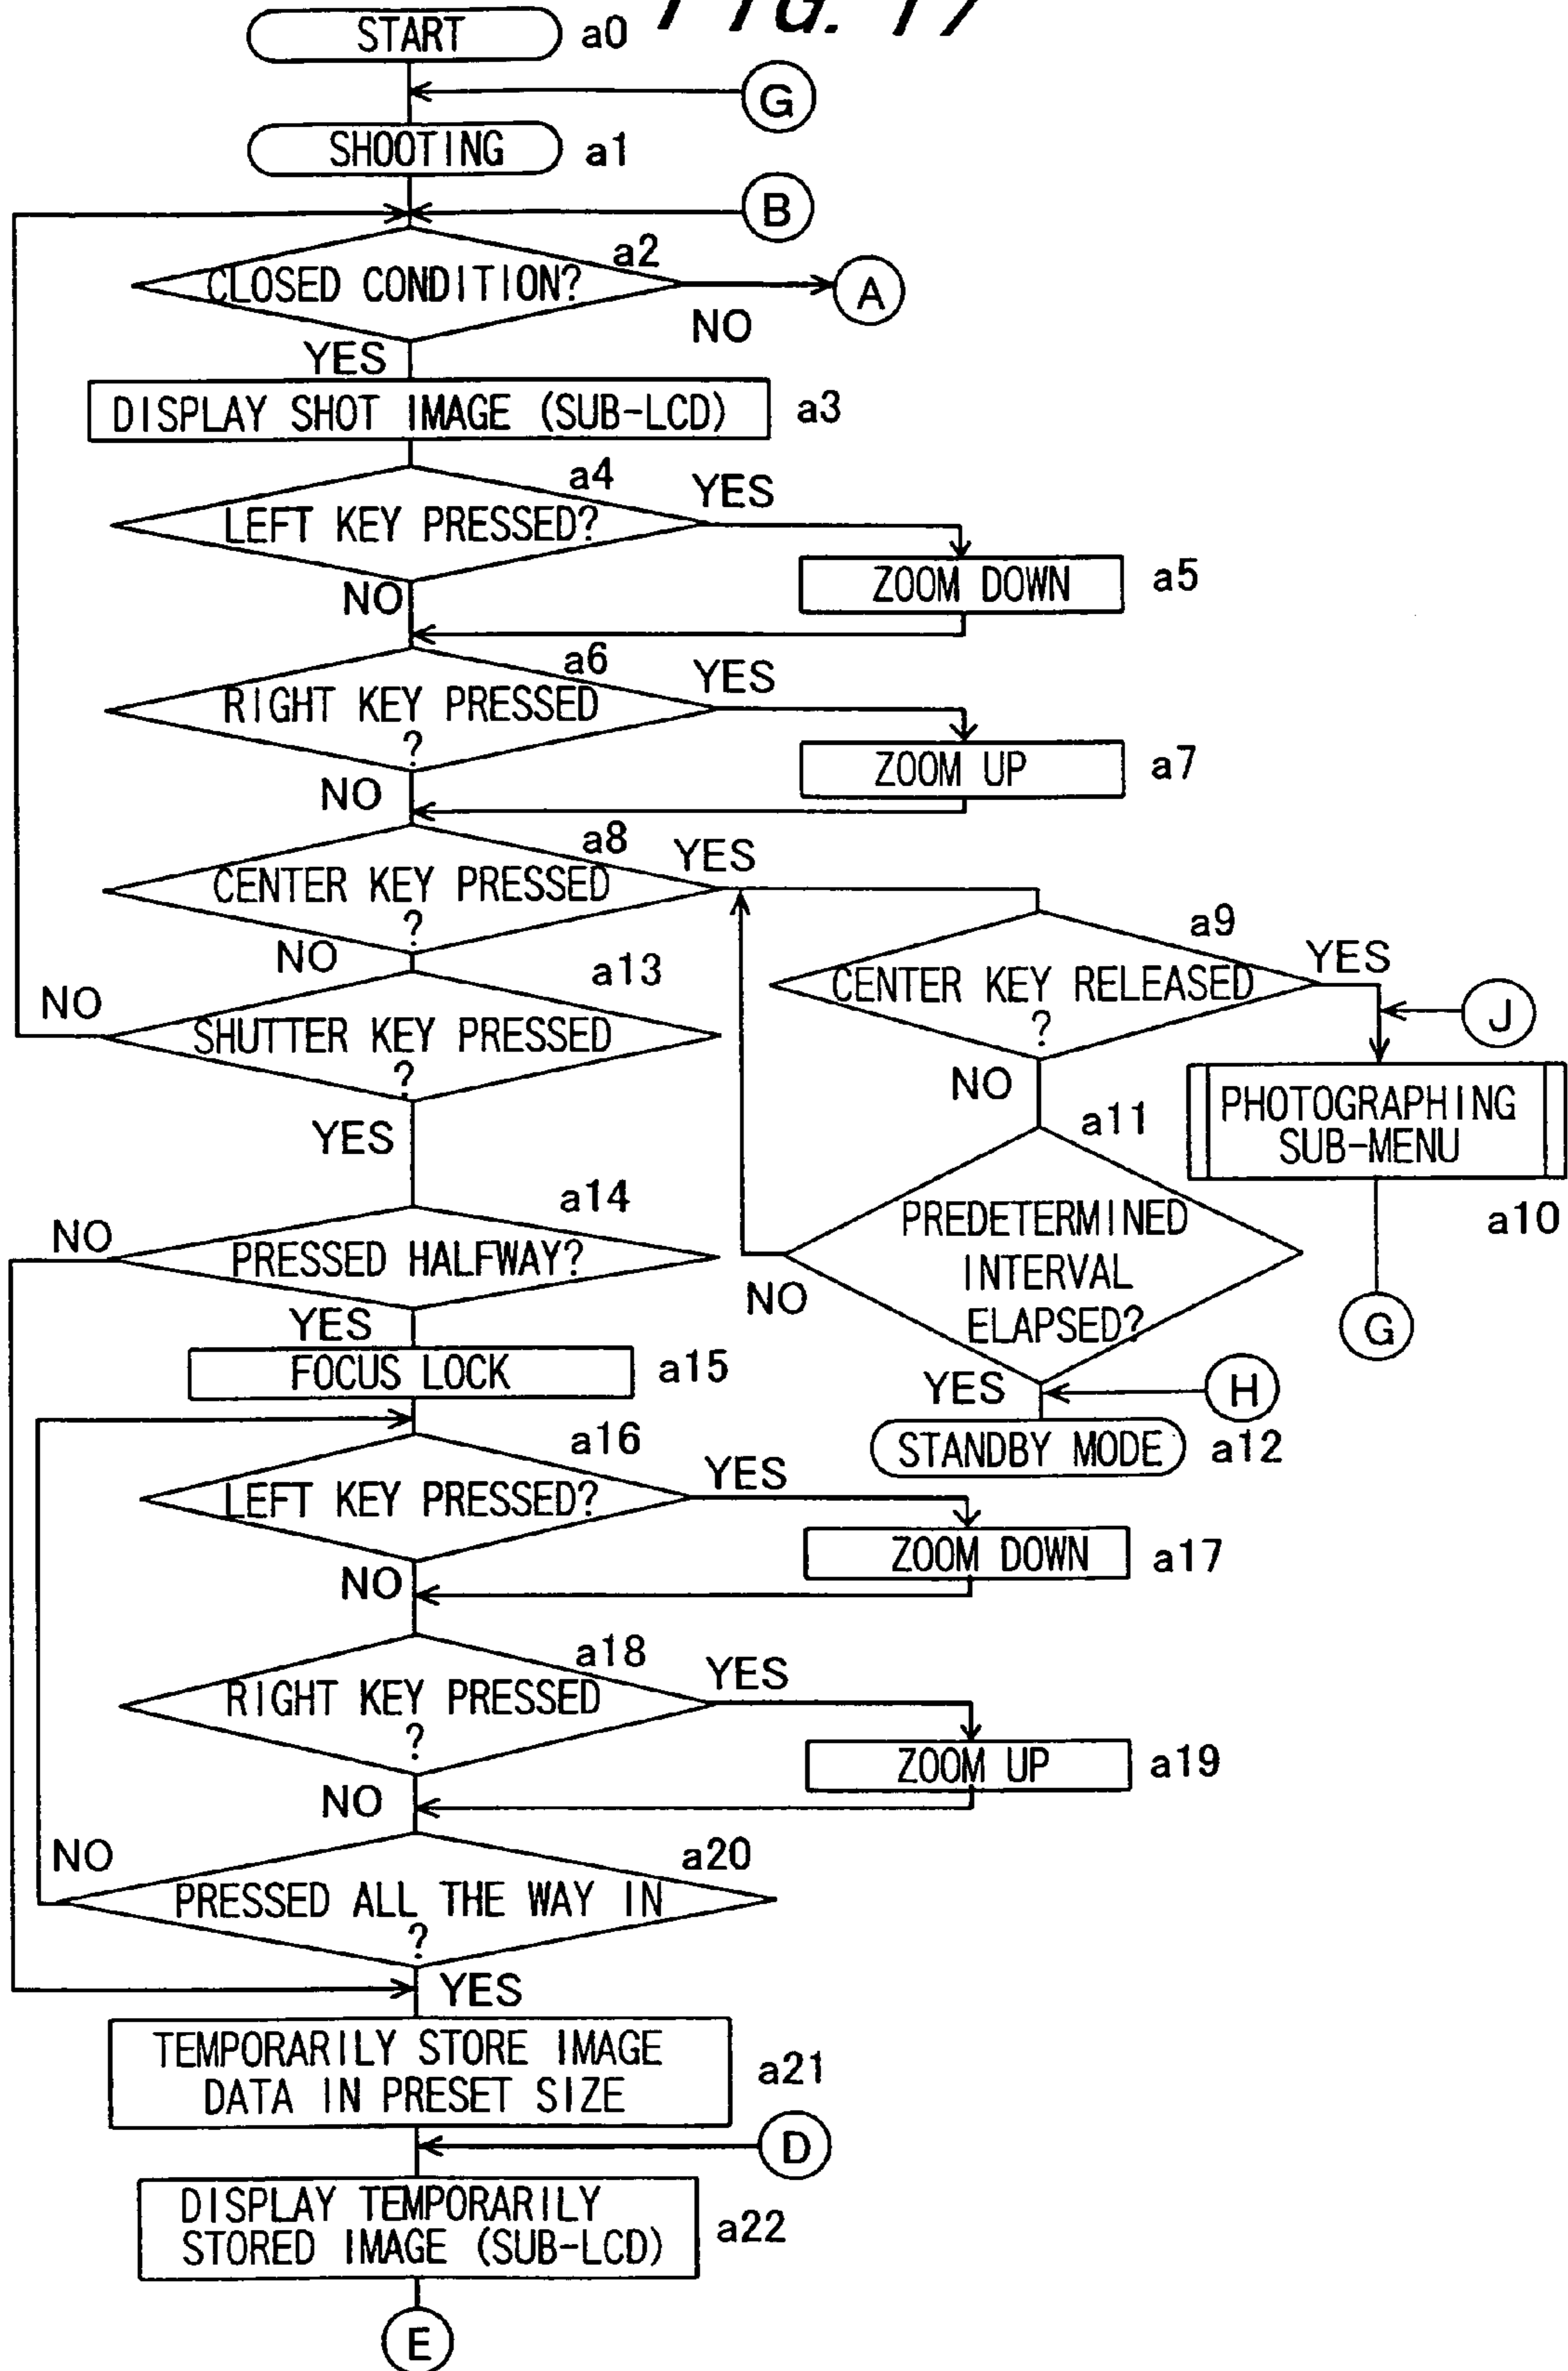 FIG. 17
START a0
G
SHOOTING a1
B
CLOSED CONDITION? a2
A
NO
YES
DISPLAY SHOT IMAGE (SUB-LCD) a3
a4
YES
LEFT KEY PRESSED?
ZOOM DOWN a5
NO
a6
YES
RIGHT KEY PRESSED
?
ZOOM UP a7
NO
a8
YES
CENTER KEY PRESSED
?
NO
a9
YES
CENTER KEY RELEASED
?
J
NO
PHOTOGRAPHING
SUB-MENU
a10
G
a11
PREDETERMINED
INTERVAL
ELAPSED?
NO
YES
H
STANDBY MODE a12
a13
NO
SHUTTER KEY PRESSED
?
YES
a14
NO
PRESSED HALFWAY?
YES
FOCUS LOCK a15
a16
YES
LEFT KEY PRESSED?
ZOOM DOWN a17
NO
a18
YES
RIGHT KEY PRESSED
?
ZOOM UP a19
NO
a20
NO
PRESSED ALL THE WAY IN
?
YES
TEMPORARILY STORE IMAGE
DATA IN PRESET SIZE
a21
D
DISPLAY TEMPORARILY
STORED IMAGE (SUB-LCD)
a22
E